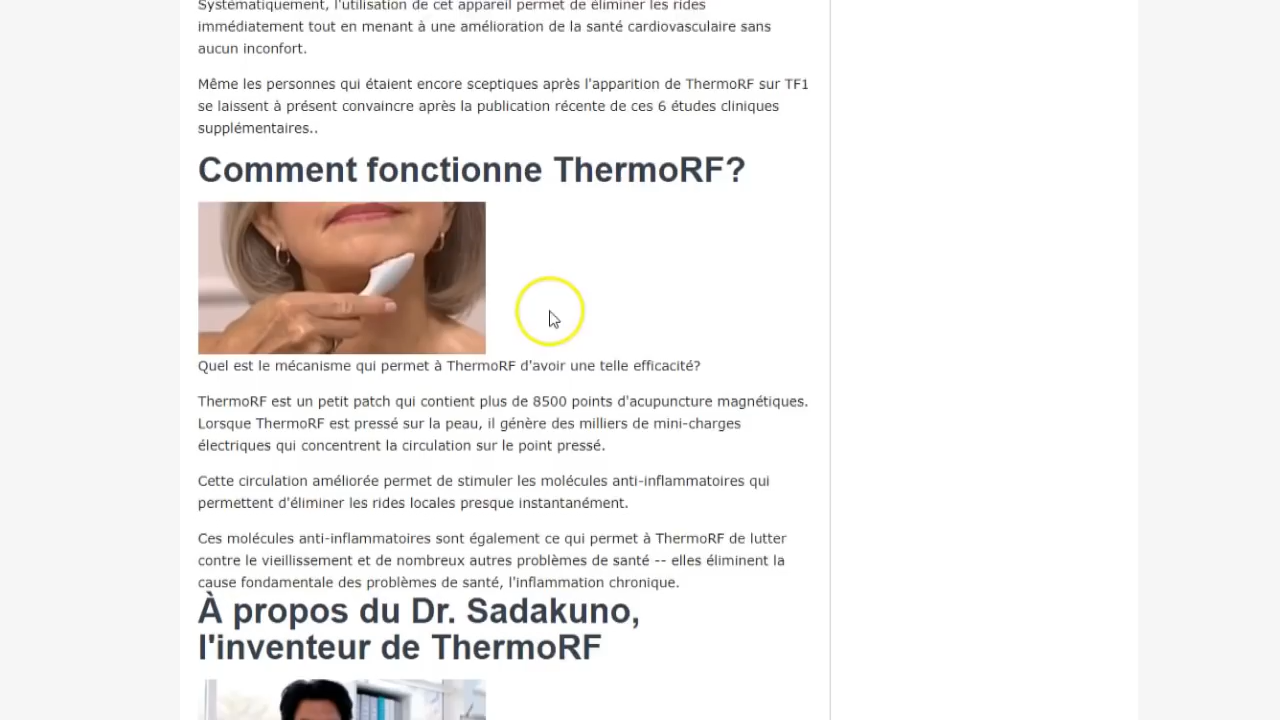 Systématiquement, l'utilisation de cet appareil permet de éliminer les rides
immédiatement tout en menant à une amélioration de la santé cardiovasculaire sans
aucun inconfort.
Même les personnes qui étaient encore sceptiques après l'apparition de ThermoRF sur TF1
se laissent à présent convaincre après la publication récente de ces 6 études cliniques
supplémentaires..
Comment fonctionne ThermoRF?
Quel est le mécanisme qui permet à ThermoRF d'avoir une telle efficacité?
ThermoRF est un petit patch qui contient plus de 8500 points d'acupuncture magnétiques.
Lorsque ThermoRF est pressé sur la peau, il génère des milliers de mini-charges
électriques qui concentrent la circulation sur le point pressé.
Cette circulation améliorée permet de stimuler les molécules anti-inflammatoires qui
permettent d'éliminer les rides locales presque instantanément.
Ces molécules anti-inflammatoires sont également ce qui permet à ThermoRF de lutter
contre le vieillissement et de nombreux autres problèmes de santé -- elles éliminent la
cause fondamentale des problèmes de santé, l'inflammation chronique.
À propos du Dr. Sadakuno,
l'inventeur de ThermoRF